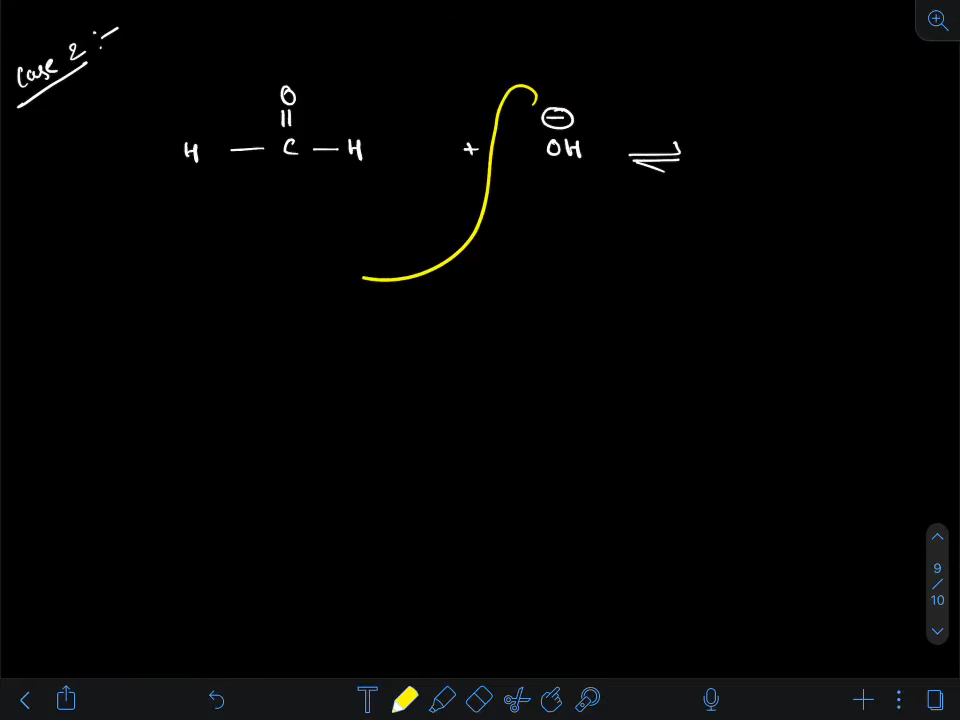 Case 2 :-
O
||
H — C — H + ⊖OH ⇌
9
/
10